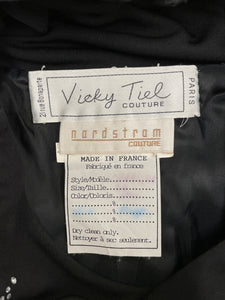 21 rue Bonaparte
Vicky Tiel
COUTURE
PARIS
nordstrom
COUTURE
MADE IN FRANCE
Fabriqué en france
Style/Modèle.
Size/Taille.
Color/Coloris.
%
%
%
Dry clean only.
Nettoyer à sec seulement.